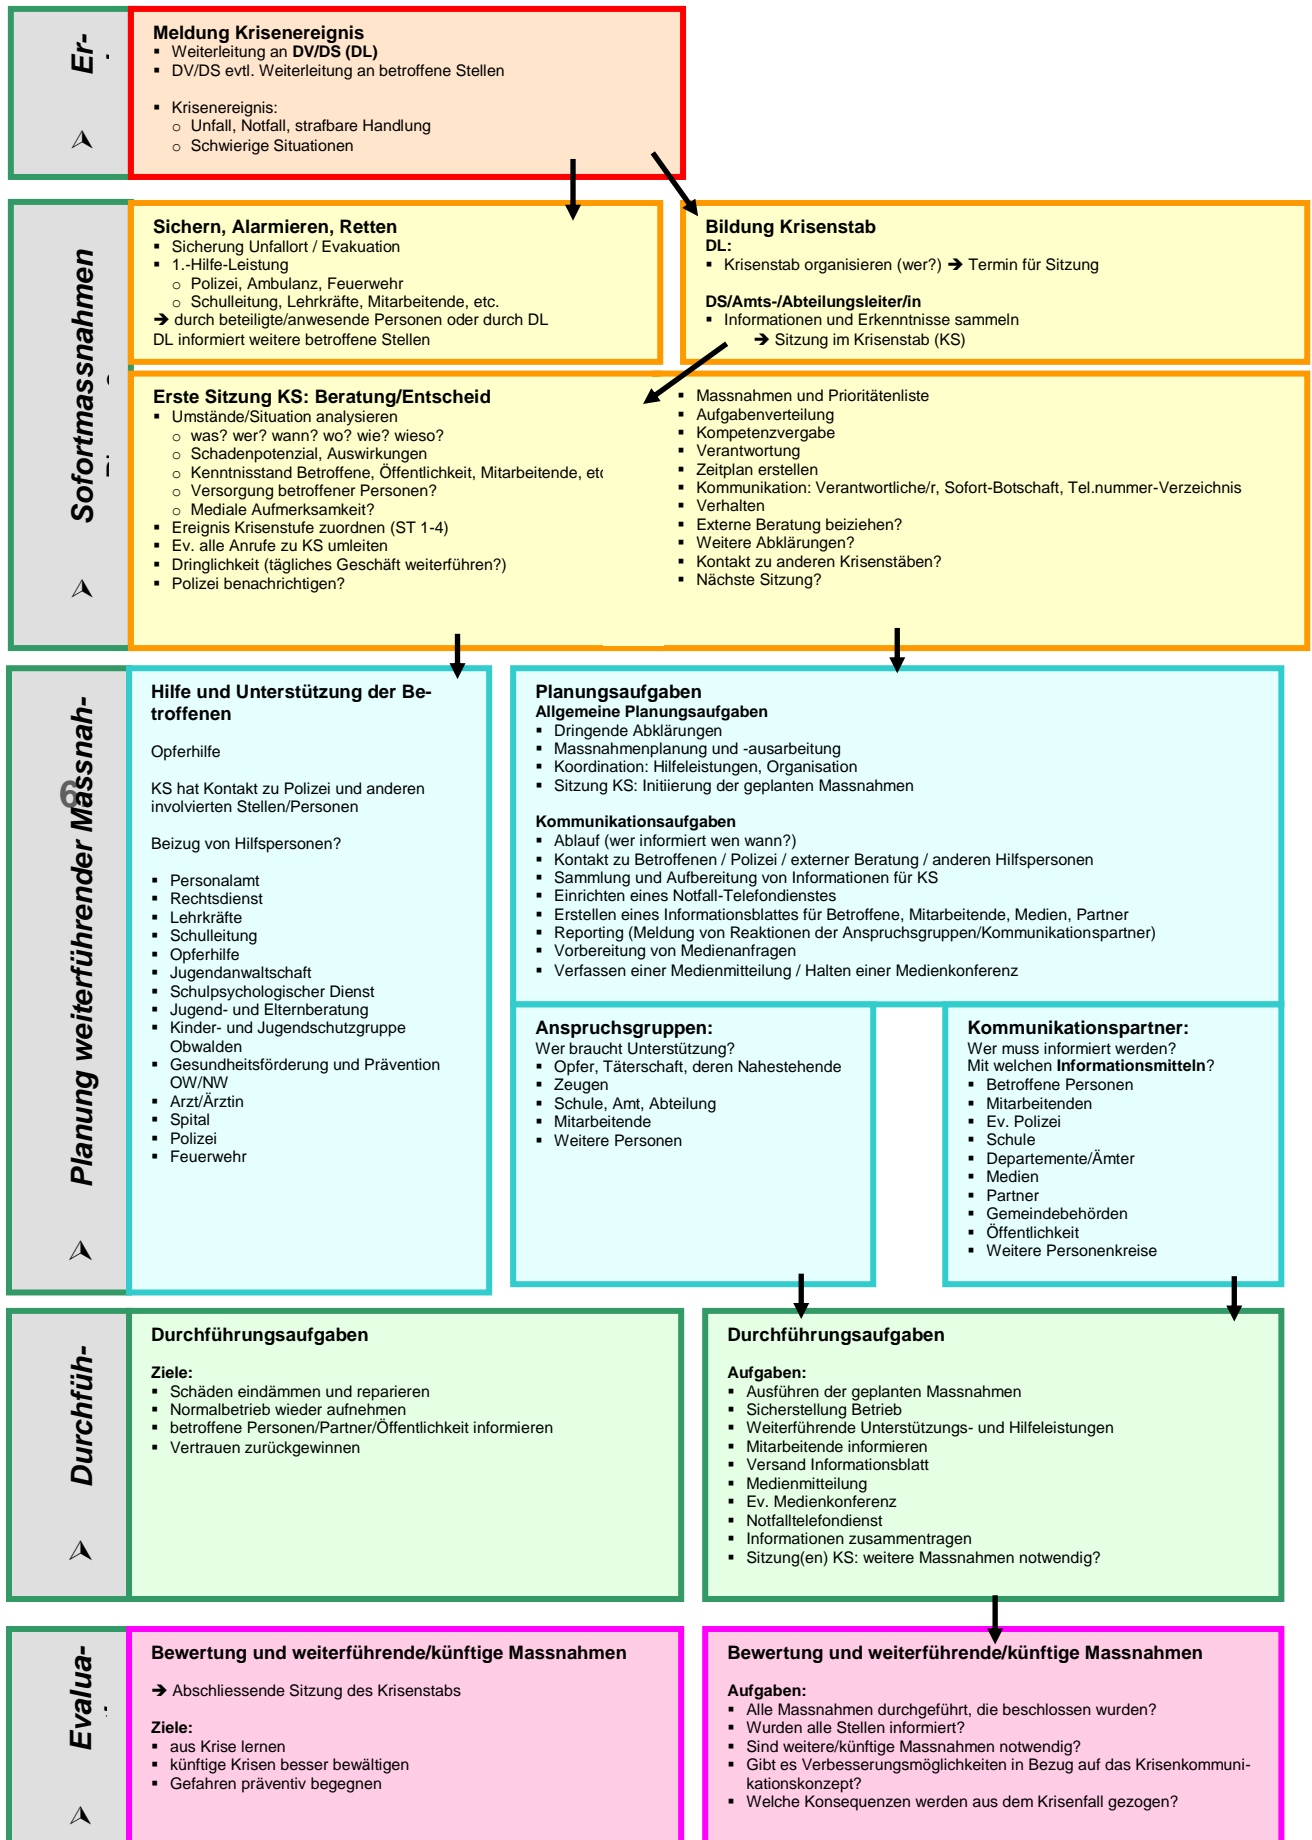 Er-
Meldung Krisenereignis
▪ Weiterleitung an DV/DS (DL)
▪ DV/DS evtl. Weiterleitung an betroffene Stellen
▪ Krisenereignis:
o Unfall, Notfall, strafbare Handlung
o Schwierige Situationen
Sofortmassnahmen
Sichern, Alarmieren, Retten
▪ Sicherung Unfallort / Evakuation
▪ 1.-Hilfe-Leistung
o Polizei, Ambulanz, Feuerwehr
o Schulleitung, Lehrkräfte, Mitarbeitende, etc.
➔ durch beteiligte/anwesende Personen oder durch DL
DL informiert weitere betroffene Stellen
Bildung Krisenstab
DL:
▪ Krisenstab organisieren (wer?) ➔ Termin für Sitzung
DS/Amts-/Abteilungsleiter/in
▪ Informationen und Erkenntnisse sammeln
➔ Sitzung im Krisenstab (KS)
Erste Sitzung KS: Beratung/Entscheid
▪ Umstände/Situation analysieren
o was? wer? wann? wo? wie? wieso?
o Schadenpotenzial, Auswirkungen
o Kenntnisstand Betroffene, Öffentlichkeit, Mitarbeitende, etc
o Versorgung betroffener Personen?
o Mediale Aufmerksamkeit?
▪ Ereignis Krisenstufe zuordnen (ST 1-4)
▪ Ev. alle Anrufe zu KS umleiten
▪ Dringlichkeit (tägliches Geschäft weiterführen?)
▪ Polizei benachrichtigen?
▪ Massnahmen und Prioritätenliste
▪ Aufgabenverteilung
▪ Kompetenzvergabe
▪ Verantwortung
▪ Zeitplan erstellen
▪ Kommunikation: Verantwortliche/r, Sofort-Botschaft, Tel.nummer-Verzeichnis
▪ Verhalten
▪ Externe Beratung beiziehen?
▪ Weitere Abklärungen?
▪ Kontakt zu anderen Krisenstäben?
▪ Nächste Sitzung?
6
Planung weiterführender Massnah-
Hilfe und Unterstützung der Be-
troffenen
Opferhilfe
KS hat Kontakt zu Polizei und anderen
involvierten Stellen/Personen
Beizug von Hilfspersonen?
▪ Personalamt
▪ Rechtsdienst
▪ Lehrkräfte
▪ Schulleitung
▪ Opferhilfe
▪ Jugendanwaltschaft
▪ Schulpsychologischer Dienst
▪ Jugend- und Elternberatung
▪ Kinder- und Jugendschutzgruppe
Obwalden
▪ Gesundheitsförderung und Prävention
OW/NW
▪ Arzt/Ärztin
▪ Spital
▪ Polizei
▪ Feuerwehr
Planungsaufgaben
Allgemeine Planungsaufgaben
▪ Dringende Abklärungen
▪ Massnahmenplanung und -ausarbeitung
▪ Koordination: Hilfeleistungen, Organisation
▪ Sitzung KS: Initiierung der geplanten Massnahmen
Kommunikationsaufgaben
▪ Ablauf (wer informiert wen wann?)
▪ Kontakt zu Betroffenen / Polizei / externer Beratung / anderen Hilfspersonen
▪ Sammlung und Aufbereitung von Informationen für KS
▪ Einrichten eines Notfall-Telefondienstes
▪ Erstellen eines Informationsblattes für Betroffene, Mitarbeitende, Medien, Partner
▪ Reporting (Meldung von Reaktionen der Anspruchsgruppen/Kommunikationspartner)
▪ Vorbereitung von Medienanfragen
▪ Verfassen einer Medienmitteilung / Halten einer Medienkonferenz
Anspruchsgruppen:
Wer braucht Unterstützung?
▪ Opfer, Täterschaft, deren Nahestehende
▪ Zeugen
▪ Schule, Amt, Abteilung
▪ Mitarbeitende
▪ Weitere Personen
Kommunikationspartner:
Wer muss informiert werden?
Mit welchen Informationsmitteln?
▪ Betroffene Personen
▪ Mitarbeitenden
▪ Ev. Polizei
▪ Schule
▪ Departemente/Ämter
▪ Medien
▪ Partner
▪ Gemeindebehörden
▪ Öffentlichkeit
▪ Weitere Personenkreise
Durchfüh-
Durchführungsaufgaben
Ziele:
▪ Schäden eindämmen und reparieren
▪ Normalbetrieb wieder aufnehmen
▪ betroffene Personen/Partner/Öffentlichkeit informieren
▪ Vertrauen zurückgewinnen
Durchführungsaufgaben
Aufgaben:
▪ Ausführen der geplanten Massnahmen
▪ Sicherstellung Betrieb
▪ Weiterführende Unterstützungs- und Hilfeleistungen
▪ Mitarbeitende informieren
▪ Versand Informationsblatt
▪ Medienmitteilung
▪ Ev. Medienkonferenz
▪ Notfalltelefondienst
▪ Informationen zusammentragen
▪ Sitzung(en) KS: weitere Massnahmen notwendig?
Evalua-
Bewertung und weiterführende/künftige Massnahmen
➔ Abschliessende Sitzung des Krisenstabs
Ziele:
▪ aus Krise lernen
▪ künftige Krisen besser bewältigen
▪ Gefahren präventiv begegnen
Bewertung und weiterführende/künftige Massnahmen
Aufgaben:
▪ Alle Massnahmen durchgeführt, die beschlossen wurden?
▪ Wurden alle Stellen informiert?
▪ Sind weitere/künftige Massnahmen notwendig?
▪ Gibt es Verbesserungsmöglichkeiten in Bezug auf das Krisenkommuni-
kationskonzept?
▪ Welche Konsequenzen werden aus dem Krisenfall gezogen?